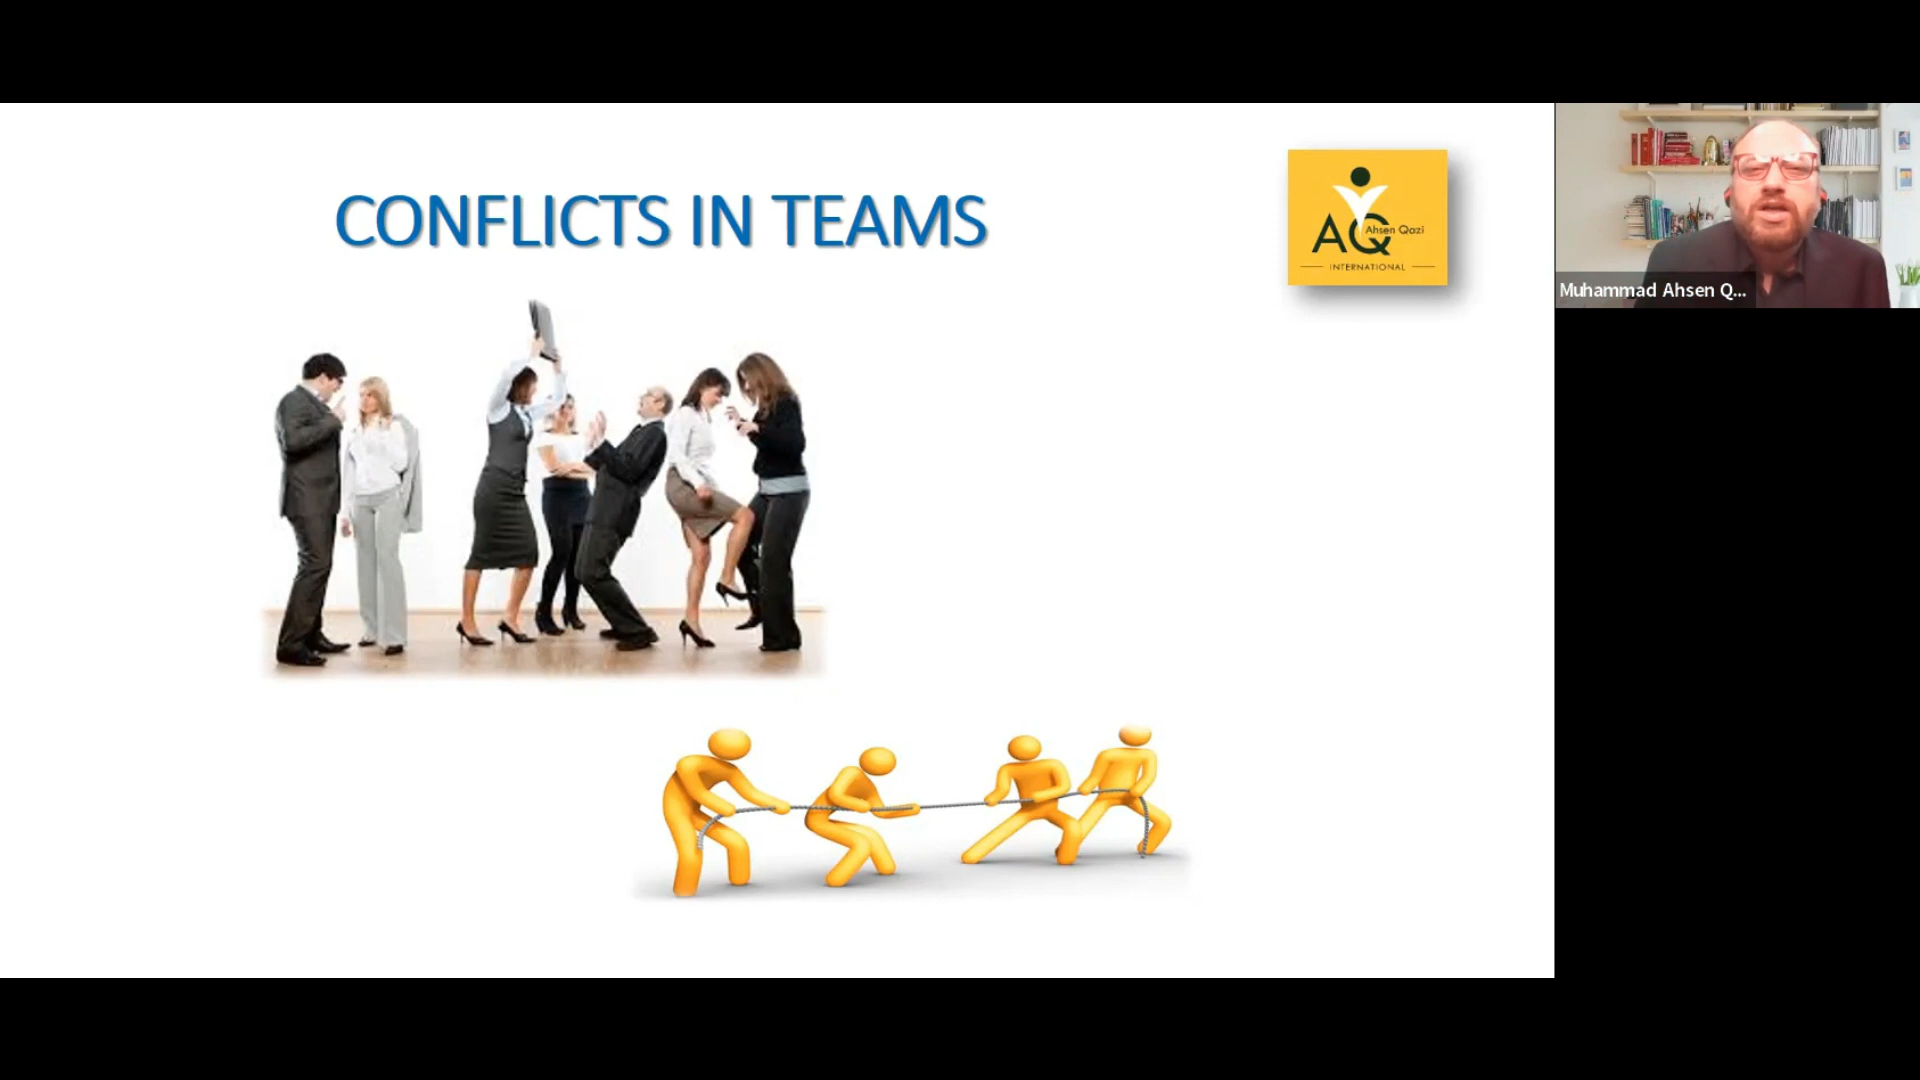 CONFLICTS IN TEAMS
AQ
Ahsen Qazi
INTERNATIONAL
Muhammad Ahsen Q...